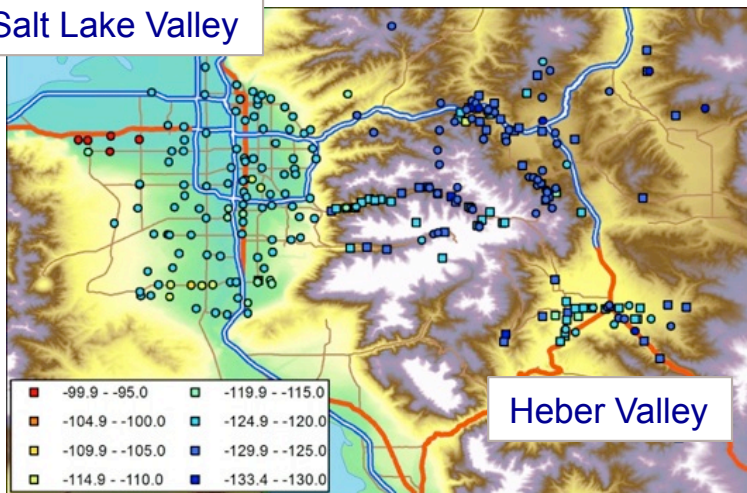 Salt Lake Valley
-99.9 - -95.0
-104.9 - -100.0
-109.9 - -105.0
-114.9 - -110.0
-119.9 - -115.0
-124.9 - -120.0
-129.9 - -125.0
-133.4 - -130.0
Heber Valley